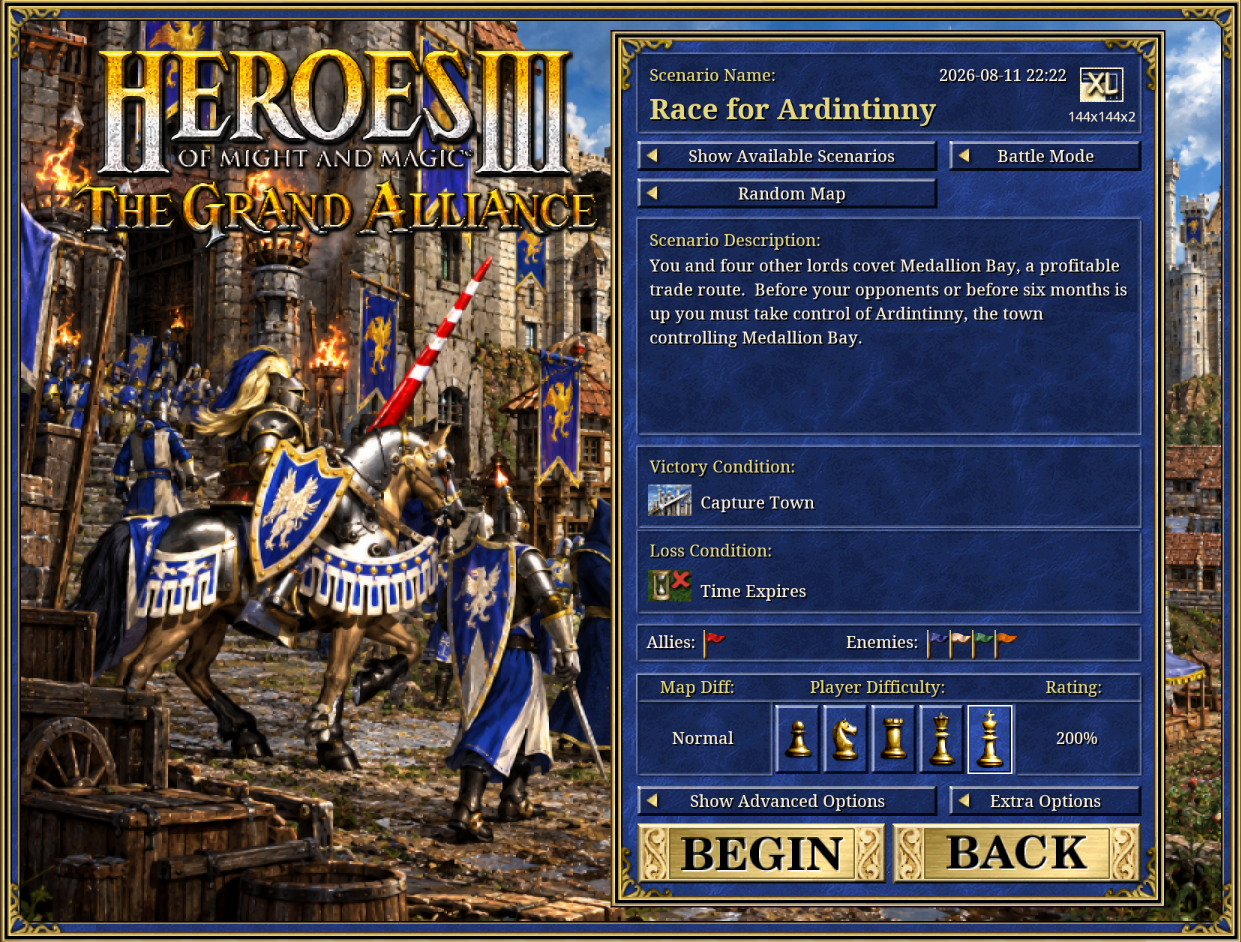 HEROES III
OF MIGHT AND MAGIC
THE GRAND ALLIANCE
Scenario Name:
2026-08-11 22:22
XL
Race for Ardintinny
144x144x2
Show Available Scenarios
Battle Mode
Random Map
Scenario Description:
You and four other lords covet Medallion Bay, a profitable
trade route.  Before your opponents or before six months is
up you must take control of Ardintinny, the town
controlling Medallion Bay.
Victory Condition:
Capture Town
Loss Condition:
Time Expires
Allies:
Enemies:
Map Diff:
Player Difficulty:
Rating:
Normal
200%
Show Advanced Options
Extra Options
BEGIN
BACK